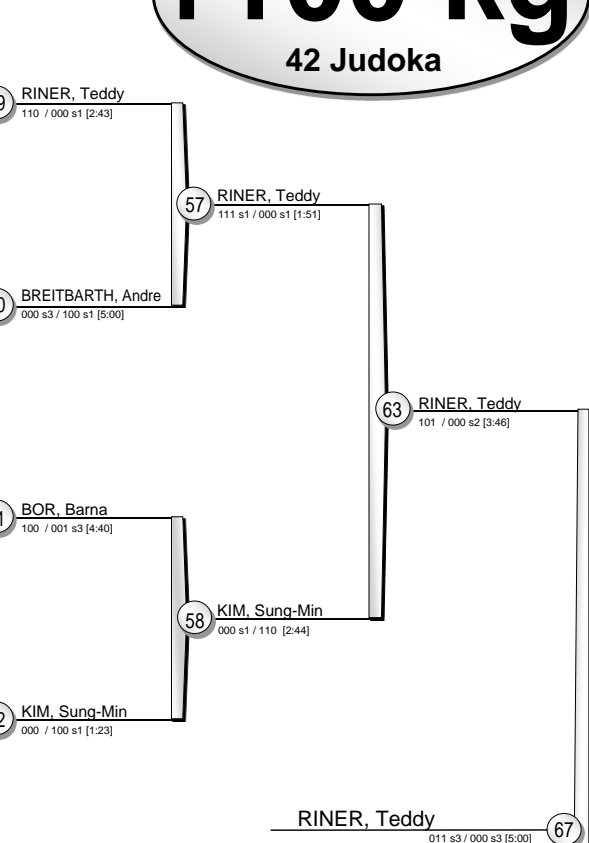 42 Judoka
RINER, Teddy
110 / 000 s1 [2:43]
57
RINER, Teddy
111 s1 / 000 s1 [1:51]
BREITBARTH, Andre
000 s3 / 100 s1 [5:00]
63
RINER, Teddy
101 / 000 s2 [3:46]
BOR, Barna
100 / 001 s3 [4:40]
58
KIM, Sung-Min
000 s1 / 110 [2:44]
KIM, Sung-Min
000 / 100 s1 [1:23]
RINER, Teddy
011 s3 / 000 s3 [5:00]
67